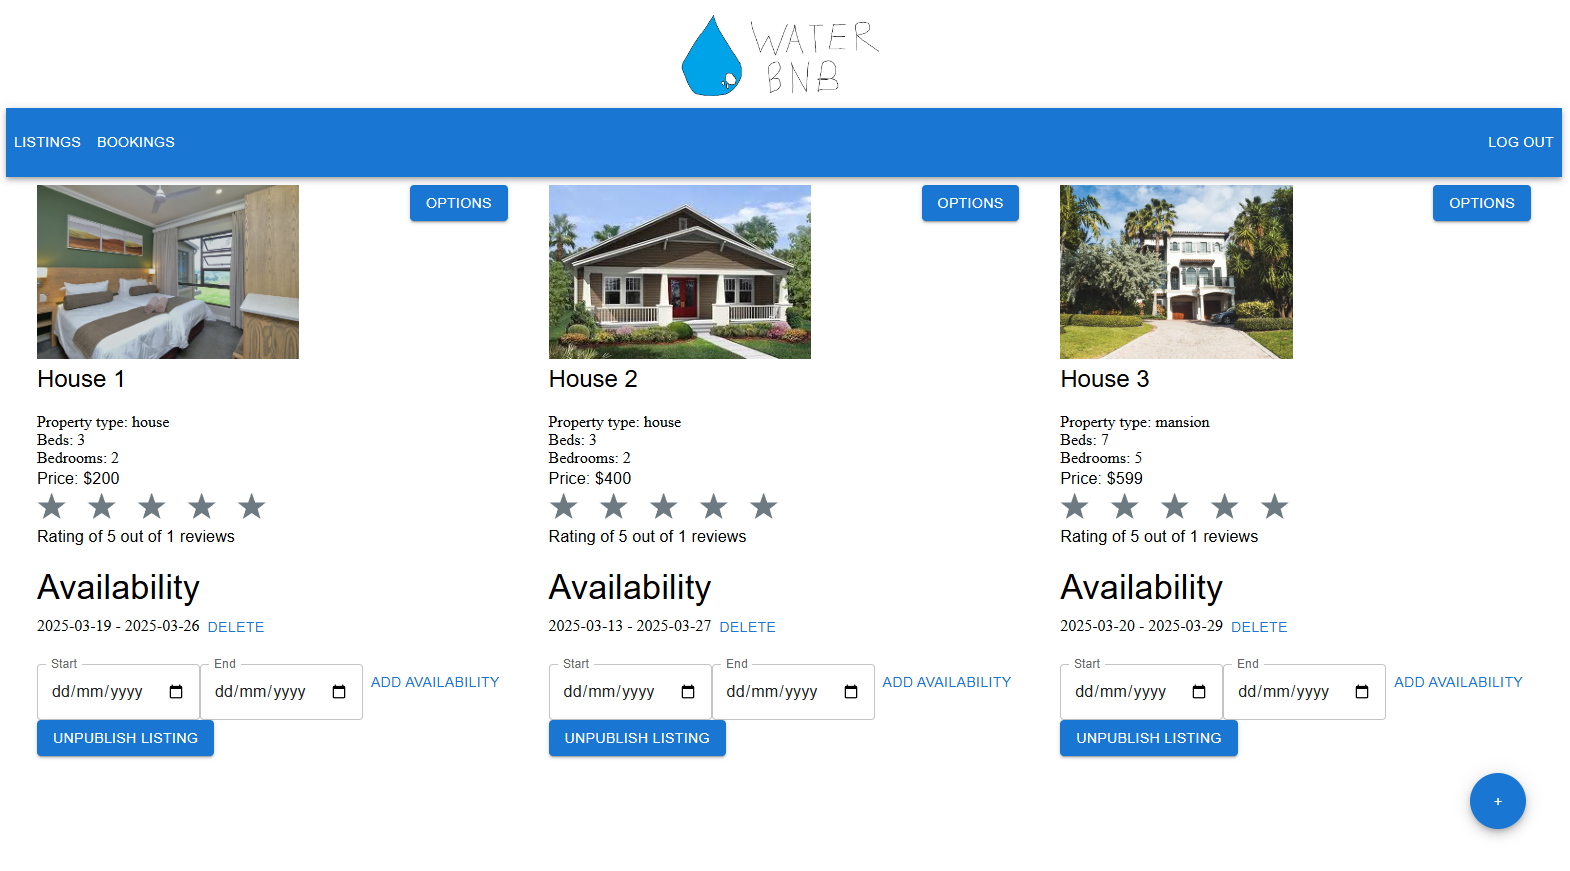 WATER
BNB
LISTINGS BOOKINGS LOG OUT
OPTIONS
House 1
Property type: house
Beds: 3
Bedrooms: 2
Price: $200
Rating of 5 out of 1 reviews
Availability
2025-03-19 - 2025-03-26 DELETE
Start End
dd/mm/yyyy dd/mm/yyyy ADD AVAILABILITY
UNPUBLISH LISTING
OPTIONS
House 2
Property type: house
Beds: 3
Bedrooms: 2
Price: $400
Rating of 5 out of 1 reviews
Availability
2025-03-13 - 2025-03-27 DELETE
Start End
dd/mm/yyyy dd/mm/yyyy ADD AVAILABILITY
UNPUBLISH LISTING
OPTIONS
House 3
Property type: mansion
Beds: 7
Bedrooms: 5
Price: $599
Rating of 5 out of 1 reviews
Availability
2025-03-20 - 2025-03-29 DELETE
Start End
dd/mm/yyyy dd/mm/yyyy ADD AVAILABILITY
UNPUBLISH LISTING
+